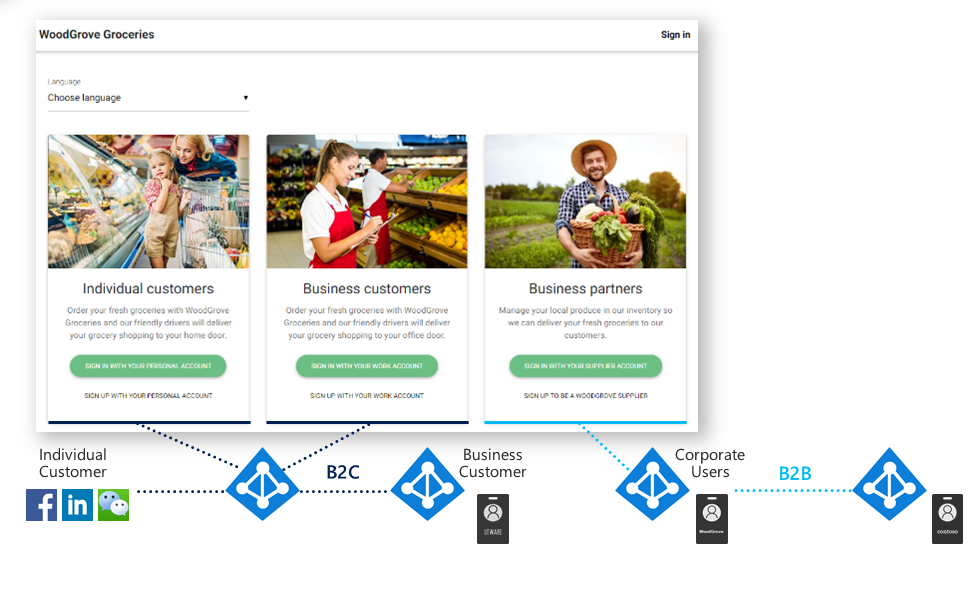 WoodGrove Groceries
Sign in
Language
Choose language
Individual customers
Order your fresh groceries with WoodGrove
Groceries and our friendly drivers will deliver
your grocery shopping to your home door.
SIGN IN WITH YOUR PERSONAL ACCOUNT
SIGN UP WITH YOUR PERSONAL ACCOUNT
Business customers
Order your fresh groceries with WoodGrove
Groceries and our friendly drivers will deliver
your grocery shopping to your office door.
SIGN IN WITH YOUR WORK ACCOUNT
SIGN UP WITH YOUR WORK ACCOUNT
Business partners
Manage your local produce in our inventory so
we can deliver your fresh groceries to our
customers.
SIGN IN WITH YOUR SUPPLIER ACCOUNT
SIGN UP TO BE A WOODGROVE SUPPLIER
Individual
Customer
f
in
B2C
Business
Customer
Corporate
Users
WoodGrove
B2B
contoso